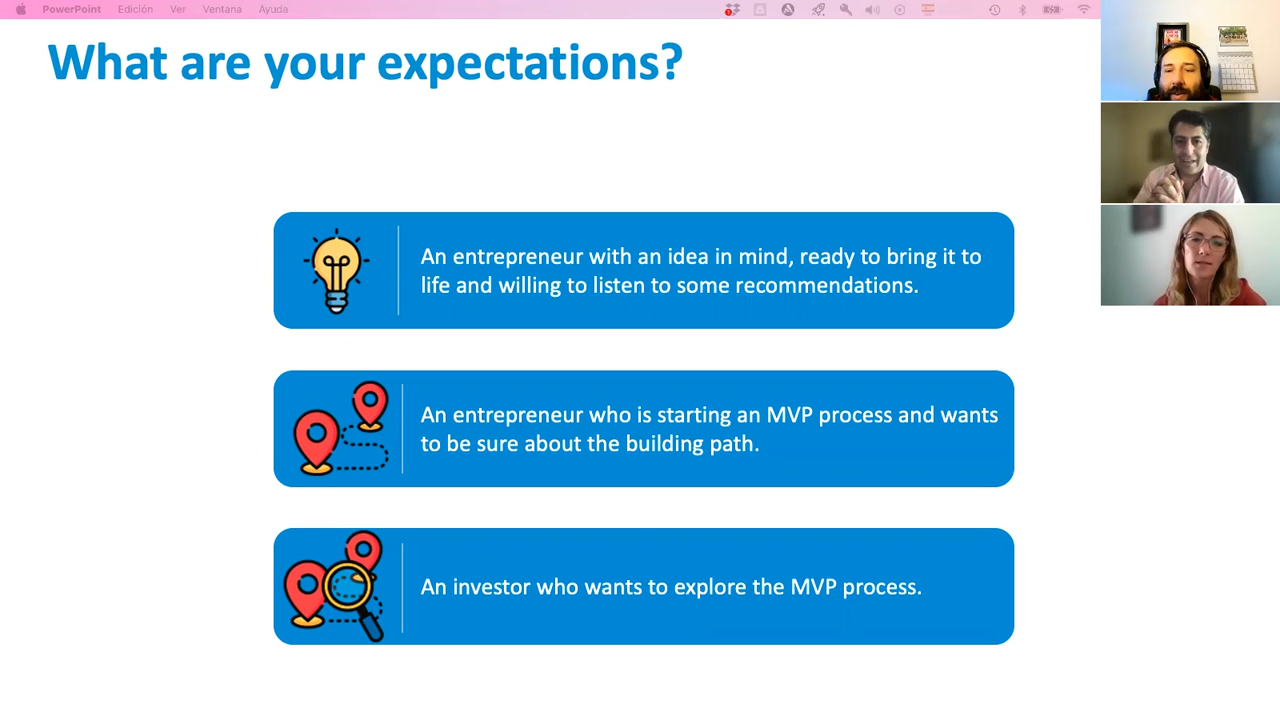 PowerPoint Edición Ver Ventana Ayuda
What are your expectations?
An entrepreneur with an idea in mind, ready to bring it to
life and willing to listen to some recommendations.
An entrepreneur who is starting an MVP process and wants
to be sure about the building path.
An investor who wants to explore the MVP process.